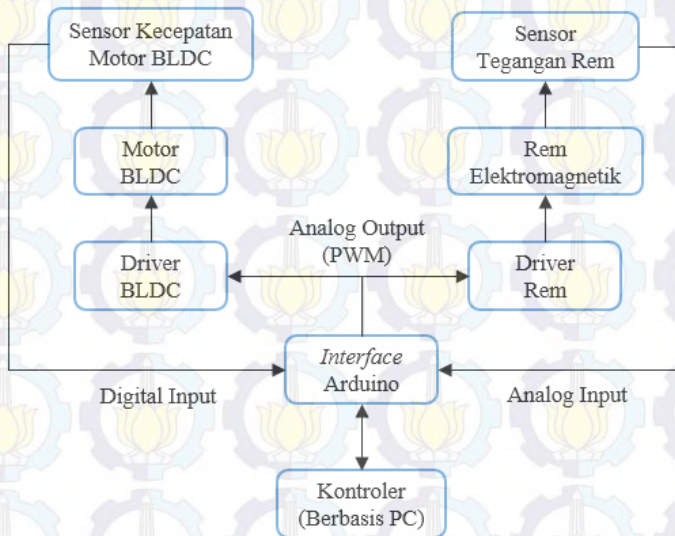 Sensor Kecepatan
Motor BLDC
Sensor
Tegangan Rem
Motor
BLDC
Rem
Elektromagnetik
Analog Output
(PWM)
Driver
BLDC
Driver
Rem
Interface
Arduino
Digital Input
Analog Input
Kontroler
(Berbasis PC)